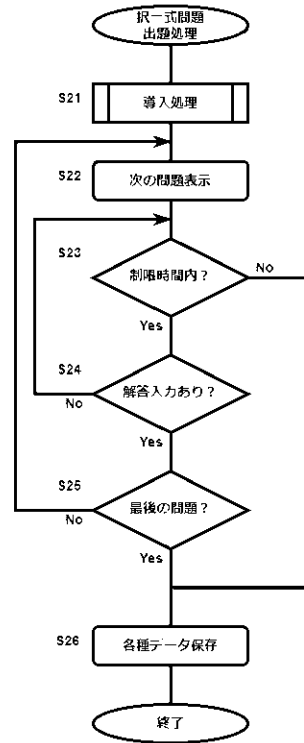 択一式問題
出題処理
S21
導入処理
S22
次の問題表示
S23
制限時間内？
No
Yes
S24
解答入力あり？
No
Yes
S25
最後の問題？
No
Yes
S26
各種データ保存
終了